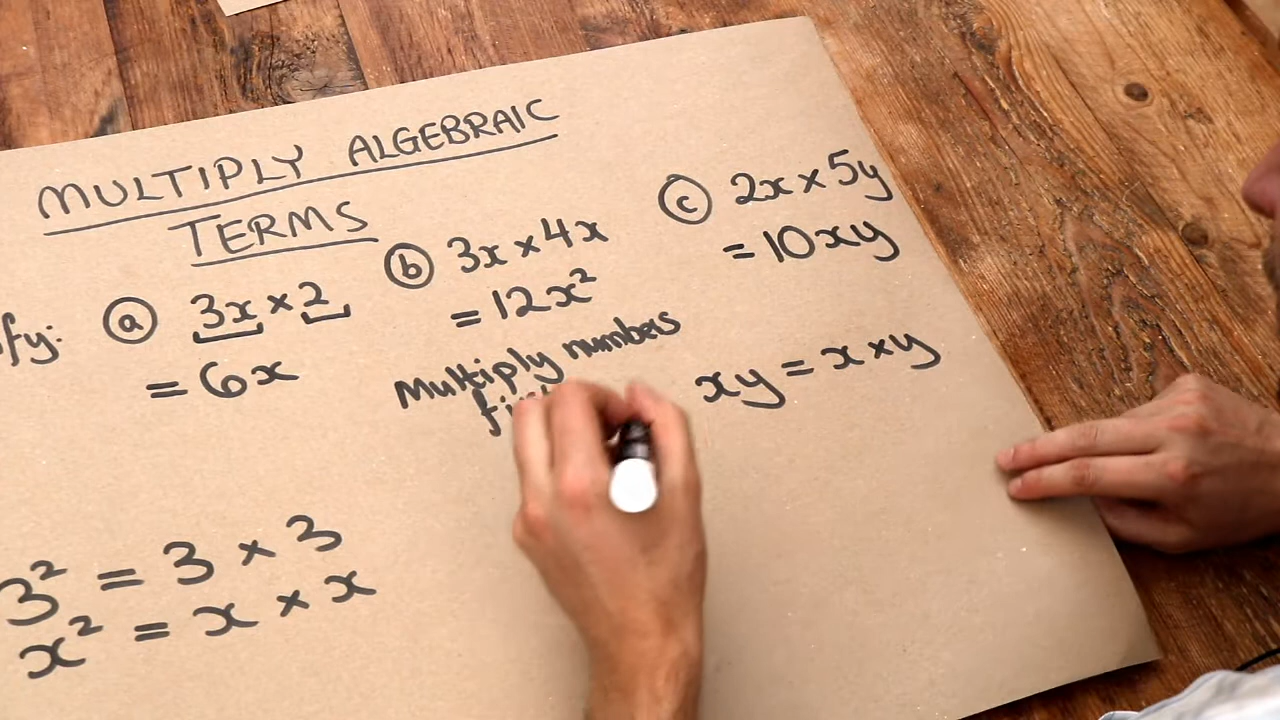 MULTIPLY ALGEBRAIC
TERMS
fy:
ⓐ 3x × 2
= 6x
ⓑ 3x × 4x
= 12x²
Multiply numbers
ⓒ 2x × 5y
= 10xy
xy = x × y
3² = 3 × 3
x² = x × x